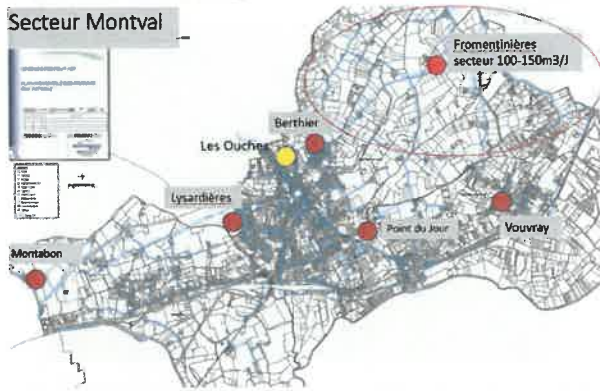 Secteur Montval
Fromentinières
secteur 100-150m3/J
Berthier
Les Ouches
Lysardières
Point du Jour
Vouvray
Montabon